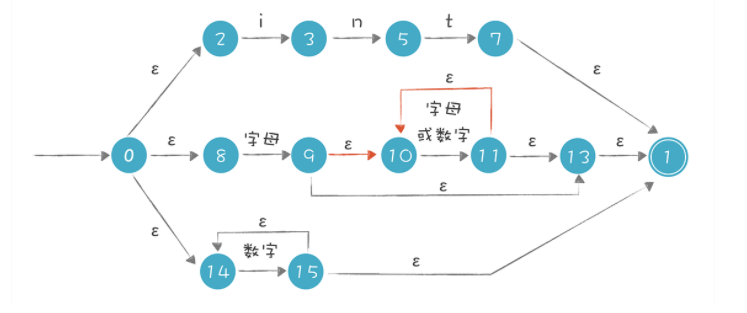 i n t
2 3 5 7
ε ε
ε
字母
ε 字母 ε 或数字 ε ε
0 8 9 10 11 13 1
ε
ε ε
数字 ε
14 15